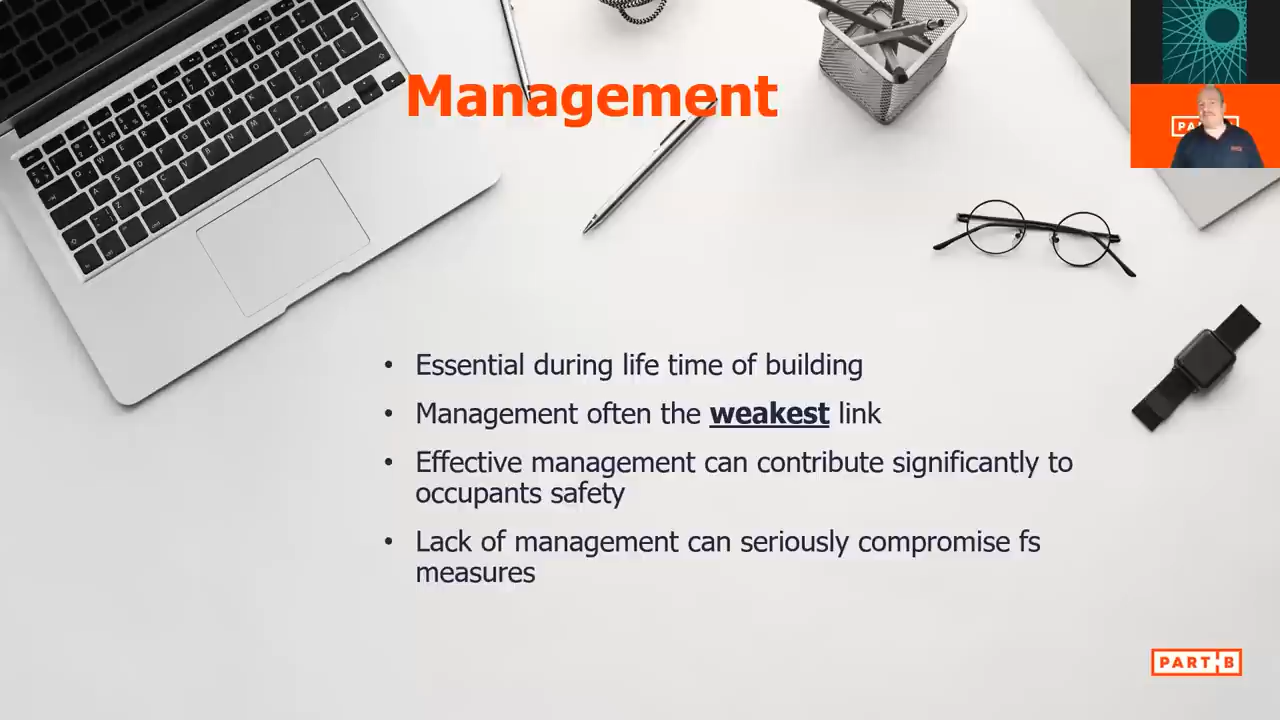 Management
• Essential during life time of building
• Management often the weakest link
• Effective management can contribute significantly to
occupants safety
• Lack of management can seriously compromise fs
measures
PART B